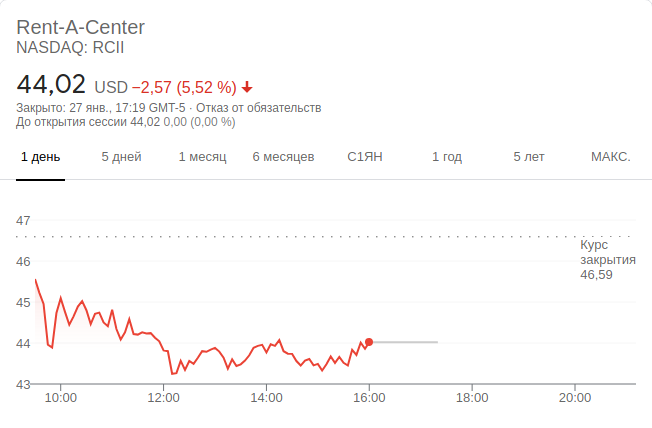 Rent-A-Center
NASDAQ: RCII
44,02 USD −2,57 (5,52 %)
Закрыто: 27 янв., 17:19 GMT-5 · Отказ от обязательств
До открытия сессии 44,02 0,00 (0,00 %)
1 день 5 дней 1 месяц 6 месяцев С1ЯН 1 год 5 лет МАКС.
47
Курс
закрытия
46,59
46
45
44
43
10:00 12:00 14:00 16:00 18:00 20:00